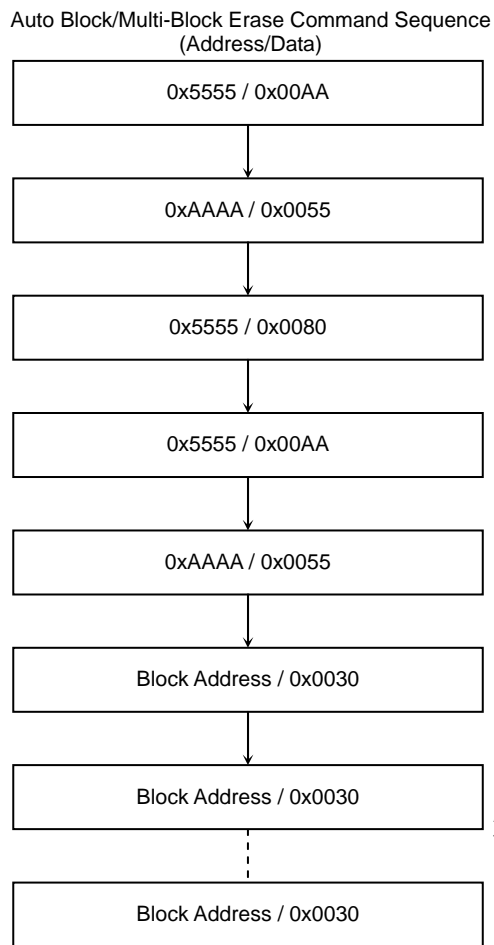 Auto Block/Multi-Block Erase Command Sequence
(Address/Data)
0x5555 / 0x00AA
0xAAAA / 0x0055
0x5555 / 0x0080
0x5555 / 0x00AA
0xAAAA / 0x0055
Block Address / 0x0030
Block Address / 0x0030
Block Address / 0x0030